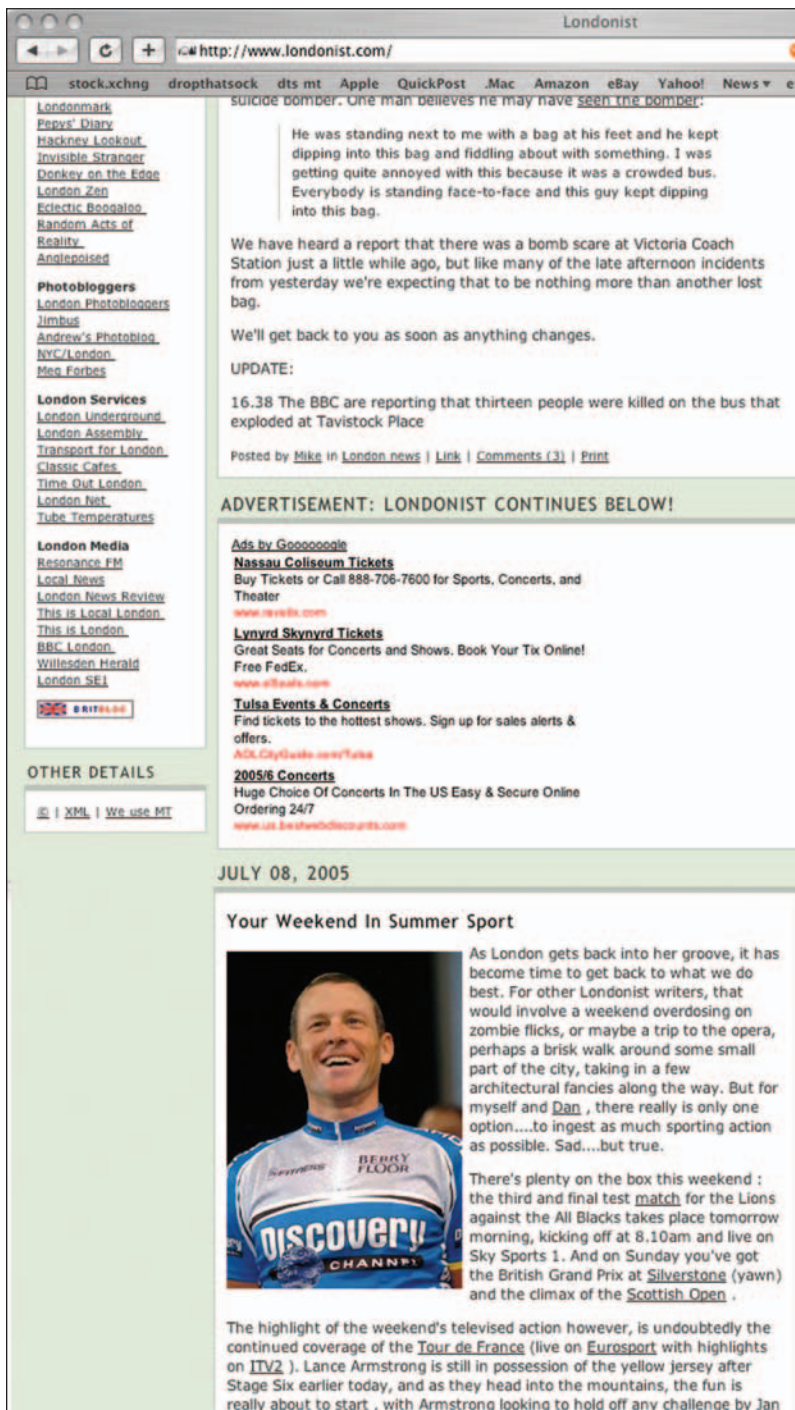 Londonist
http://www.londonist.com/
stock.xchng dropthatsock dts mt Apple QuickPost .Mac Amazon eBay Yahoo! News
Londonmark
Pepys' Diary
Hackney Lookout
Invisible Stranger
Donkey on the Edge
London Zen
Eclectic Boogaloo
Random Acts of
Reality
Anglepoised
Photobloggers
London Photobloggers
Jimbus
Andrew's Photoblog
NYC/London
Meg Forbes
London Services
London Underground
London Assembly
Transport for London
Classic Cafes
Time Out London
London Net
Tube Temperatures
London Media
Resonance FM
Local News
London News Review
This is Local London
This is London
BBC London
Willesden Herald
London SE1
BRITBLOG
OTHER DETAILS
© | XML | We use MT
suicide bomber. One man believes he may have seen the bomber:
He was standing next to me with a bag at his feet and he kept
dipping into this bag and fiddling about with something. I was
getting quite annoyed with this because it was a crowded bus.
Everybody is standing face-to-face and this guy kept dipping
into this bag.
We have heard a report that there was a bomb scare at Victoria Coach
Station just a little while ago, but like many of the late afternoon incidents
from yesterday we're expecting that to be nothing more than another lost
bag.
We'll get back to you as soon as anything changes.
UPDATE:
16.38 The BBC are reporting that thirteen people were killed on the bus that
exploded at Tavistock Place
Posted by Mike in London news | Link | Comments (3) | Print
ADVERTISEMENT: LONDONIST CONTINUES BELOW!
Ads by Goooooogle
Nassau Coliseum Tickets
Buy Tickets or Call 888-706-7600 for Sports, Concerts, and
Theater
Lynyrd Skynyrd Tickets
Great Seats for Concerts and Shows. Book Your Tix Online!
Free FedEx.
Tulsa Events & Concerts
Find tickets to the hottest shows. Sign up for sales alerts &
offers.
AOLCityGuide.com/Tulsa
2005/6 Concerts
Huge Choice Of Concerts In The US Easy & Secure Online
Ordering 24/7
www.us.bestwebdiscounts.com
JULY 08, 2005
Your Weekend In Summer Sport
BERRY
FLOOR
Discovery
CHANNEL
As London gets back into her groove, it has
become time to get back to what we do
best. For other Londonist writers, that
would involve a weekend overdosing on
zombie flicks, or maybe a trip to the opera,
perhaps a brisk walk around some small
part of the city, taking in a few
architectural fancies along the way. But for
myself and Dan , there really is only one
option....to ingest as much sporting action
as possible. Sad....but true.
There's plenty on the box this weekend :
the third and final test match for the Lions
against the All Blacks takes place tomorrow
morning, kicking off at 8.10am and live on
Sky Sports 1. And on Sunday you've got
the British Grand Prix at Silverstone (yawn)
and the climax of the Scottish Open .
The highlight of the weekend's televised action however, is undoubtedly the
continued coverage of the Tour de France (live on Eurosport with highlights
on ITV2 ). Lance Armstrong is still in possession of the yellow jersey after
Stage Six earlier today, and as they head into the mountains, the fun is
really about to start , with Armstrong looking to hold off any challenge by Jan